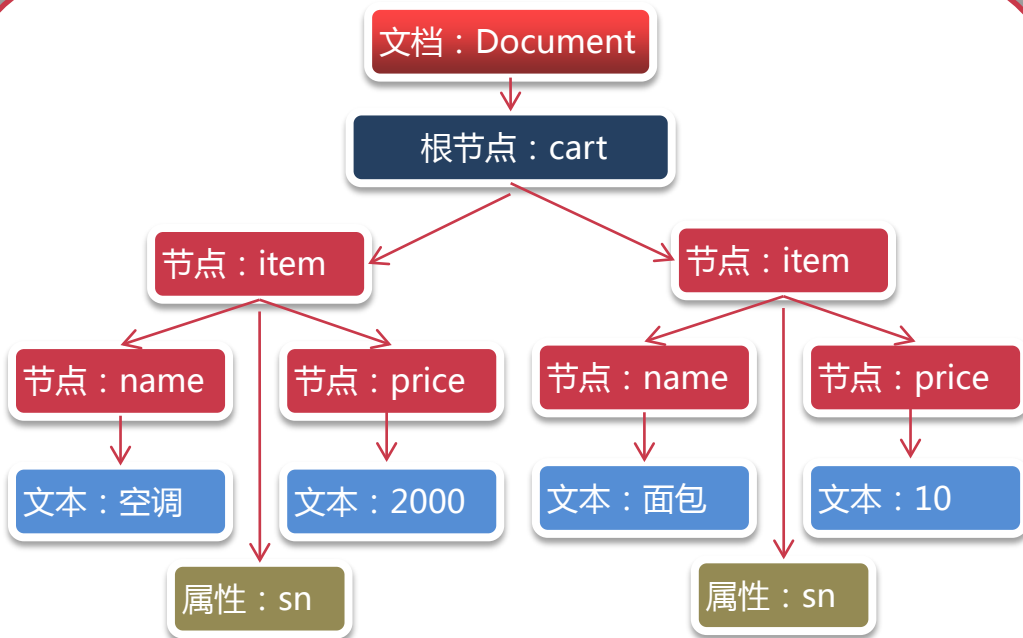 文档：Document
根节点：cart
节点：item
节点：item
节点：name
节点：price
节点：name
节点：price
文本：空调
文本：2000
文本：面包
文本：10
属性：sn
属性：sn